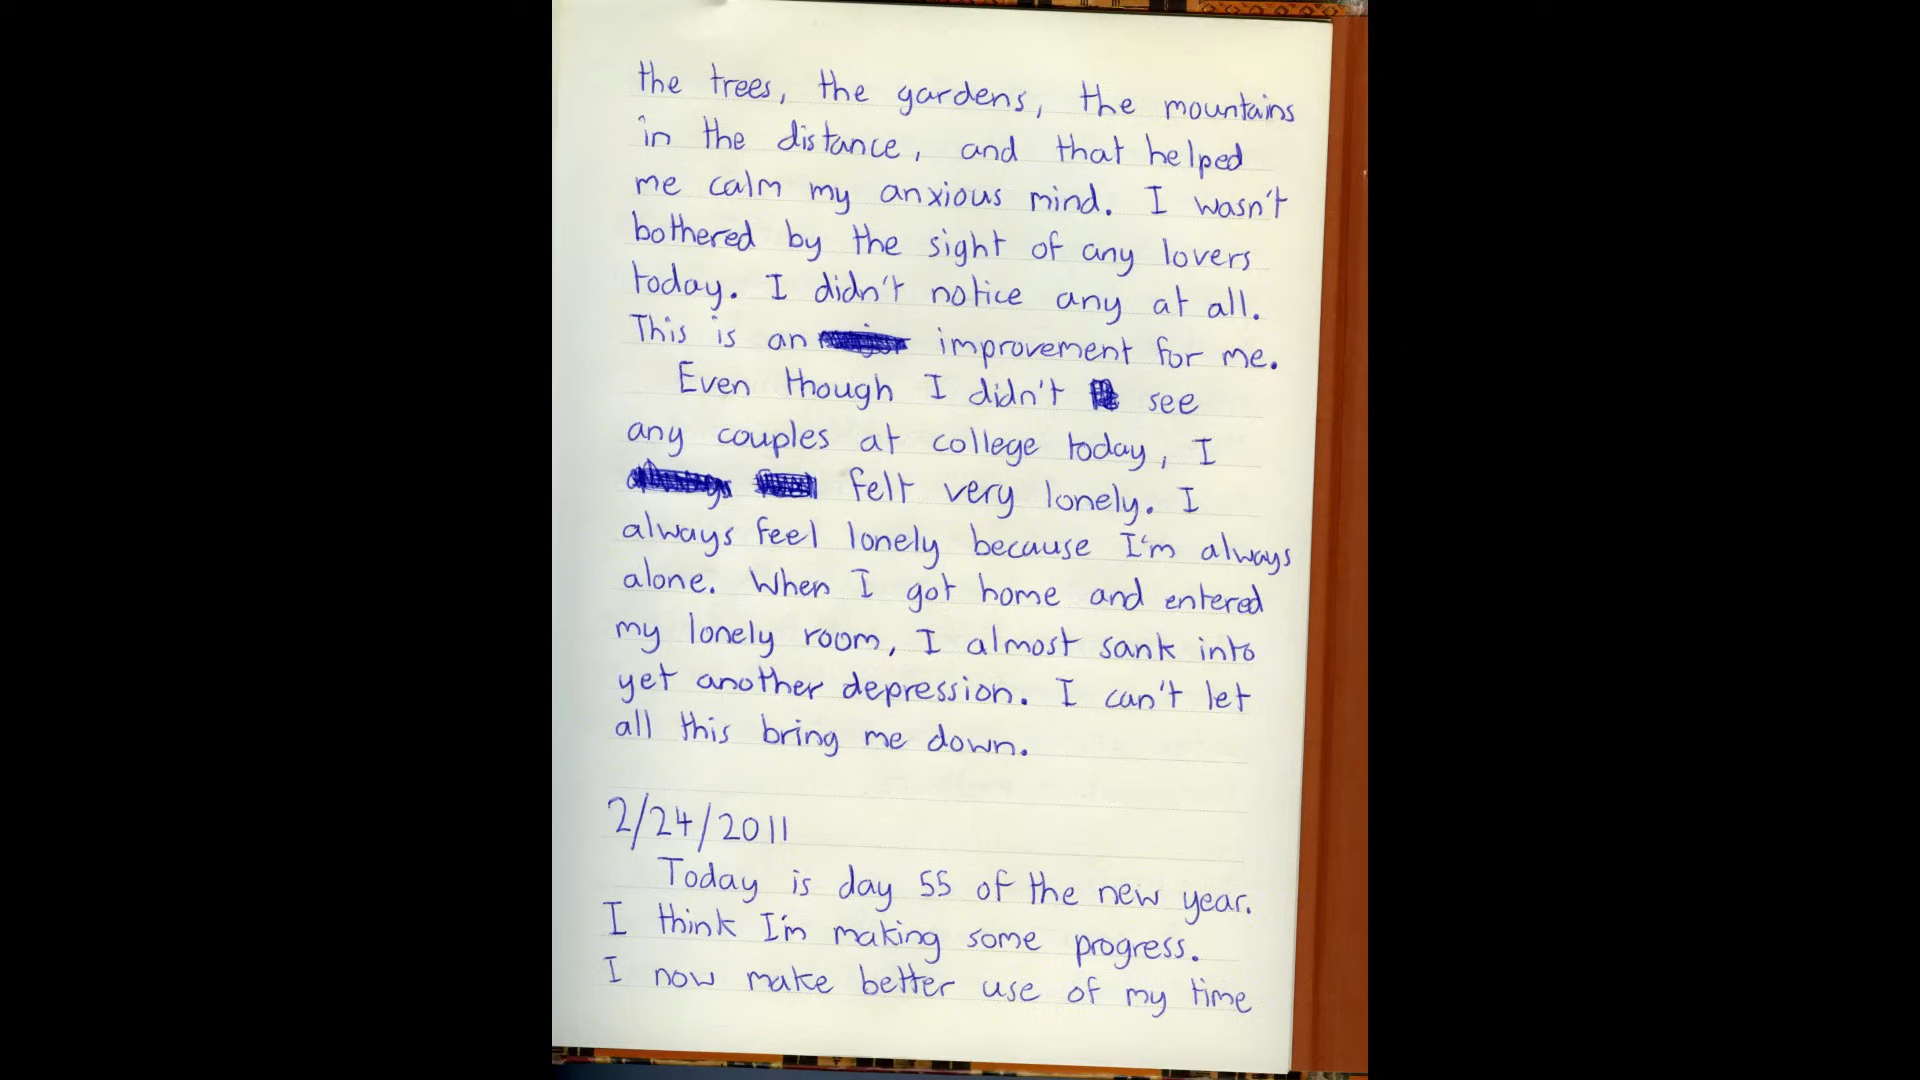 the trees, the gardens, the mountains
in the distance, and that helped
me calm my anxious mind. I wasn't
bothered by the sight of any lovers
today. I didn't notice any at all.
This is an improvement for me.
Even though I didn't see
any couples at college today, I
felt very lonely. I
always feel lonely because I'm always
alone. When I got home and entered
my lonely room, I almost sank into
yet another depression. I can't let
all this bring me down.
2/24/2011
Today is day 55 of the new year.
I think I'm making some progress.
I now make better use of my time